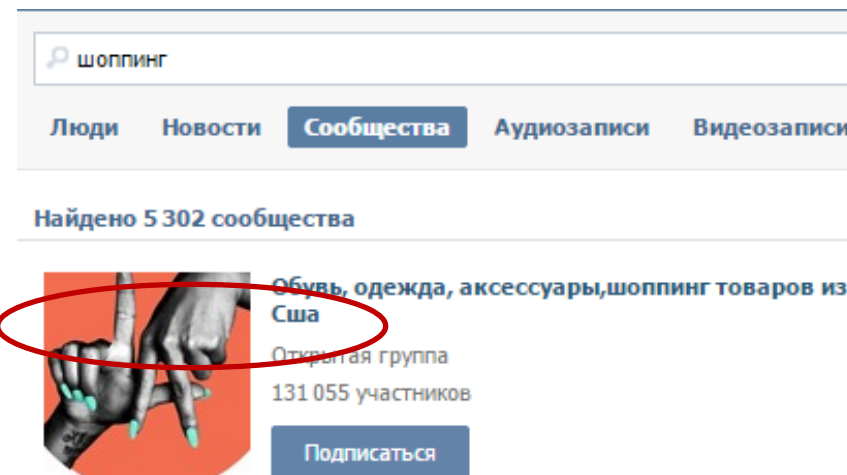 шоппинг
Люди Новости Сообщества Аудиозаписи Видеозаписи
Найдено 5 302 сообщества
Обувь, одежда, аксессуары,шоппинг товаров из
Сша
Открытая группа
131 055 участников
Подписаться